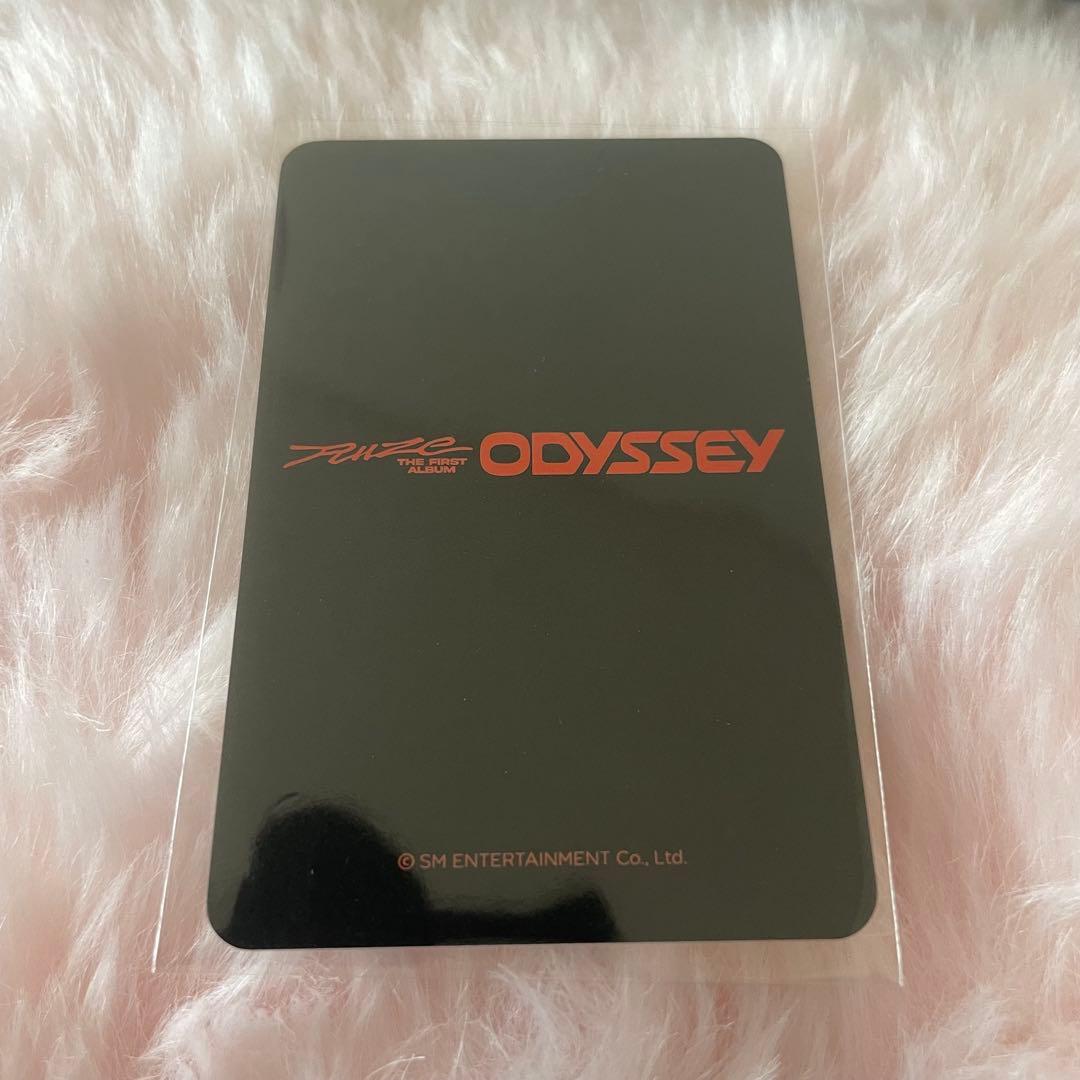 RIIZE THE FIRST ALBUM ODYSSEY
© SM ENTERTAINMENT Co., Ltd.